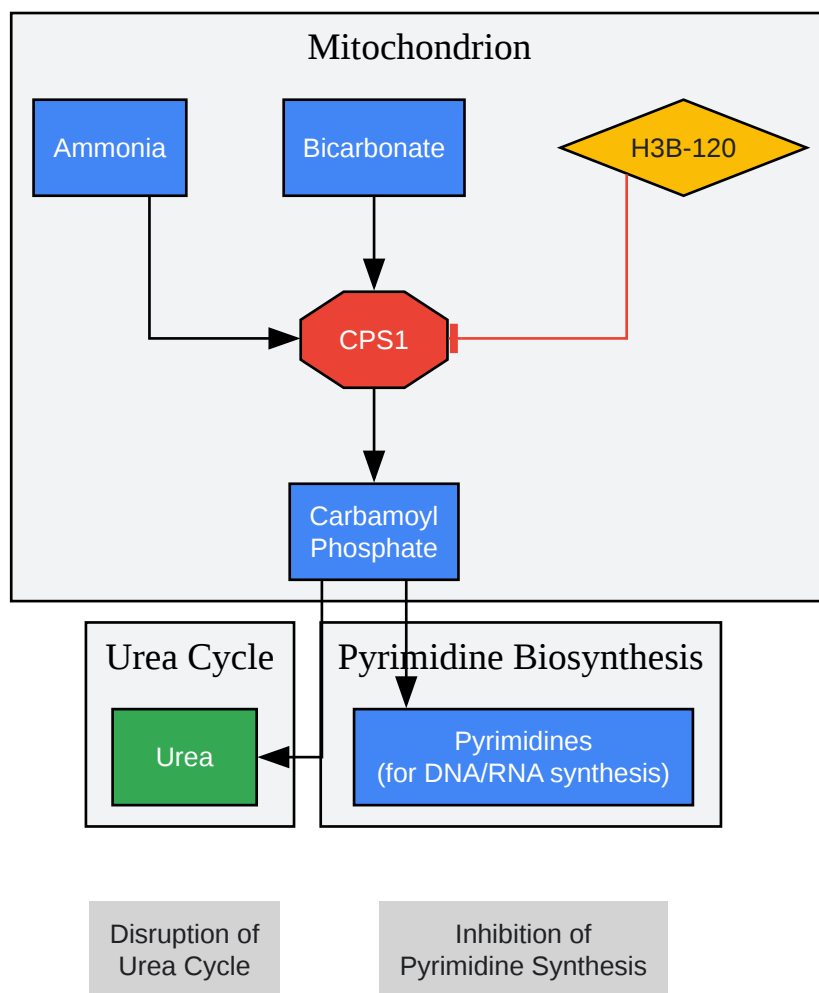 Mitochondrion
Ammonia
Bicarbonate
H3B-120
CPS1
Carbamoyl
Phosphate
Urea Cycle
Pyrimidine Biosynthesis
Urea
Pyrimidines
(for DNA/RNA synthesis)
Disruption of
Urea Cycle
Inhibition of
Pyrimidine Synthesis